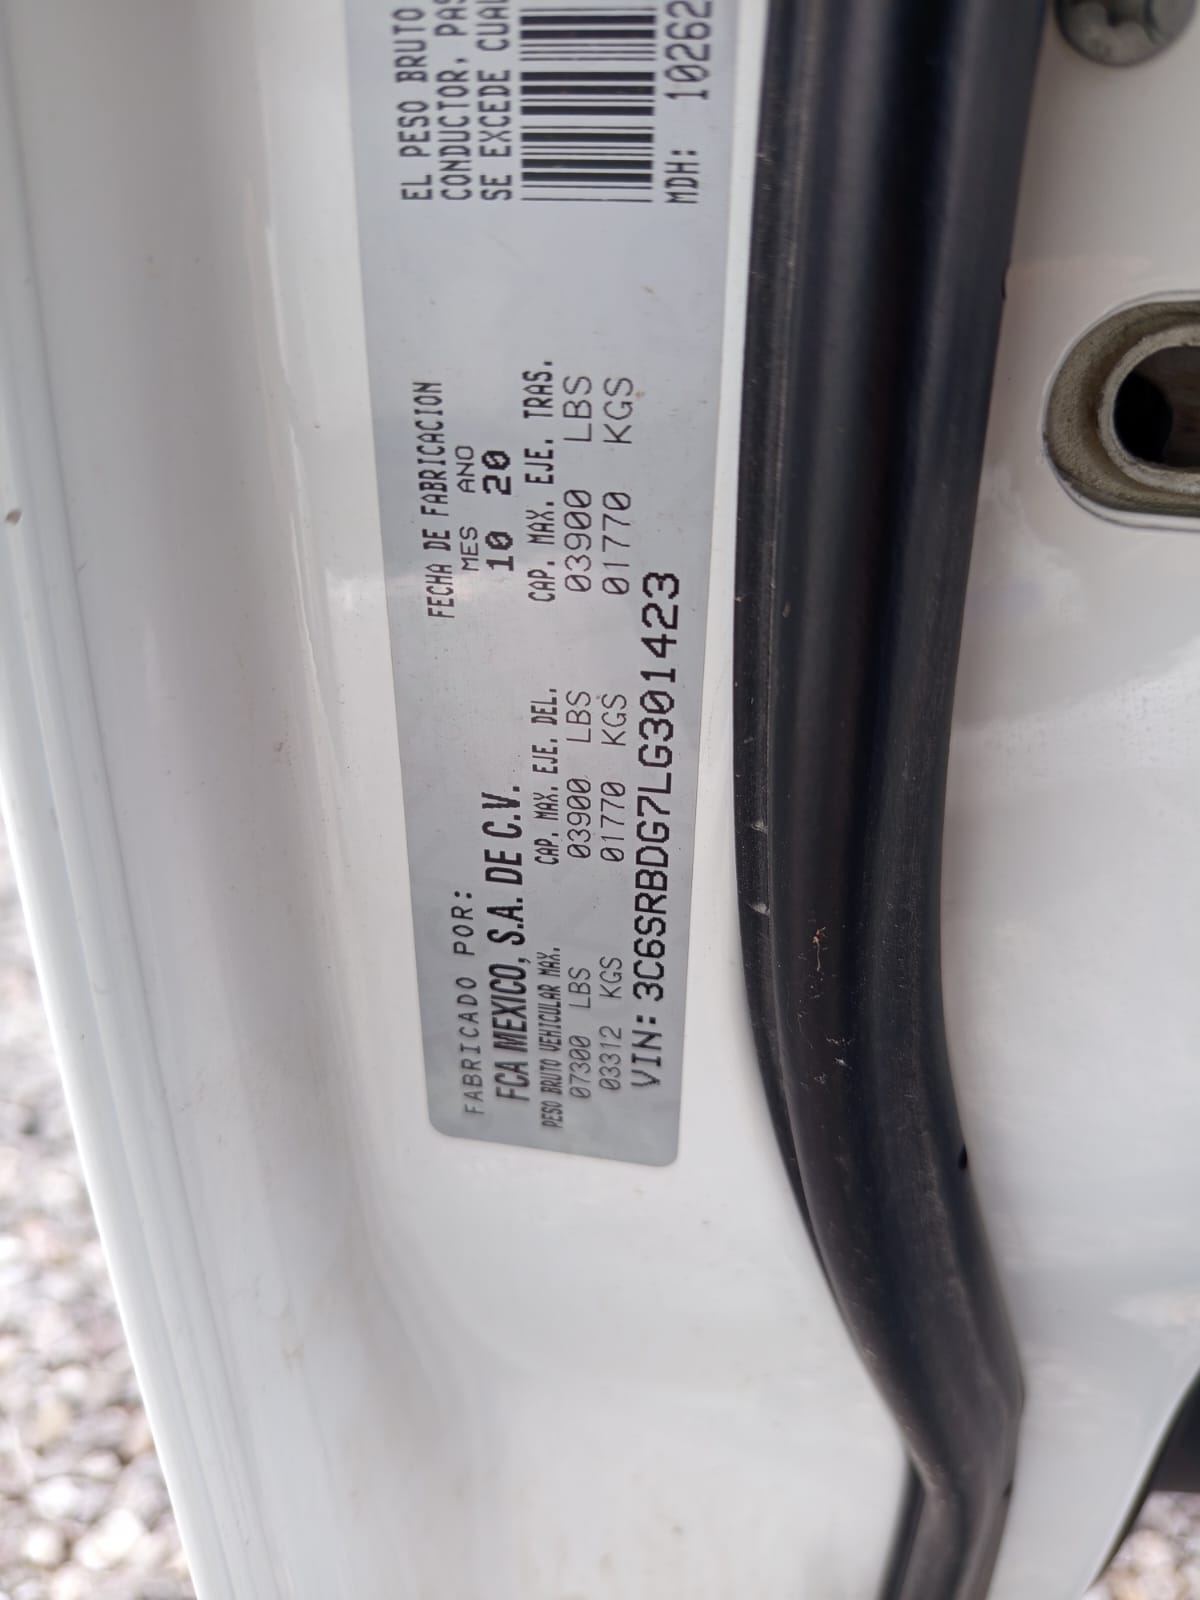 FABRICADO POR:
FCA MEXICO, S.A. DE C.V.
FECHA DE FABRICACION
MES ANO
10 20
PESO BRUTO VEHICULAR MAX. CAP. MAX. EJE. DEL. CAP. MAX. EJE. TRAS.
07300 LBS 03900 LBS 03900 LBS
03312 KGS 01770 KGS 01770 KGS
VIN: 3C6SRBDG7LG301423
EL PESO BRUTO
CONDUCTOR,
SE EXCEDE
MDH: 10262